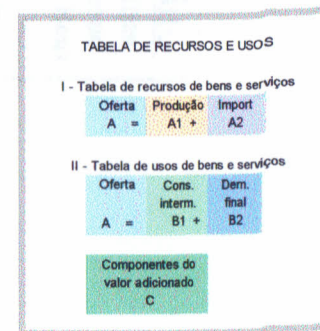 TABELA DE RECURSOS E USOS
I - Tabela de recursos de bens e serviços
Oferta Produção Import
A = A1 + A2
II - Tabela de usos de bens e serviços
Oferta Cons. Dem.
interm. final
A = B1 + B2
Componentes do
valor adicionado
C